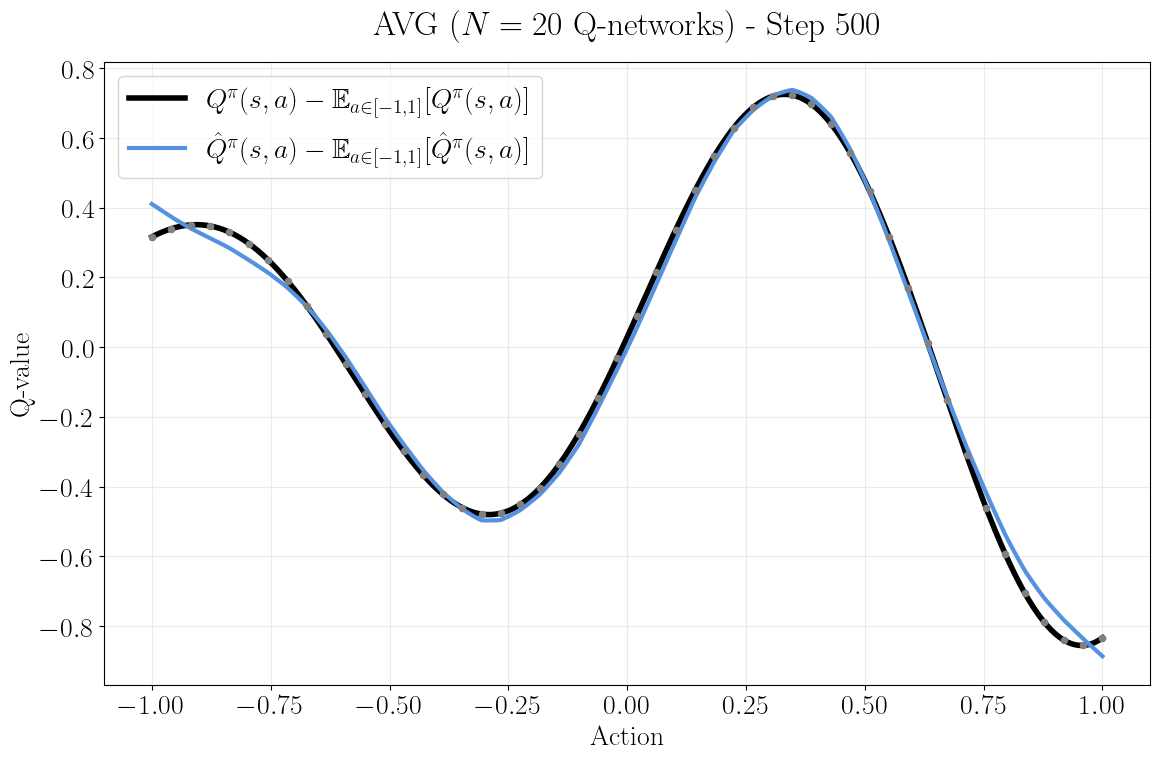 AVG (N = 20 Q-networks) - Step 500
Q^π(s, a) − 𝔼_{a∈[−1,1]}[Q^π(s, a)]
Q̂^π(s, a) − 𝔼_{a∈[−1,1]}[Q̂^π(s, a)]
0.8
0.6
0.4
0.2
0.0
−0.2
−0.4
−0.6
−0.8
Q-value
−1.00 −0.75 −0.50 −0.25 0.00 0.25 0.50 0.75 1.00
Action